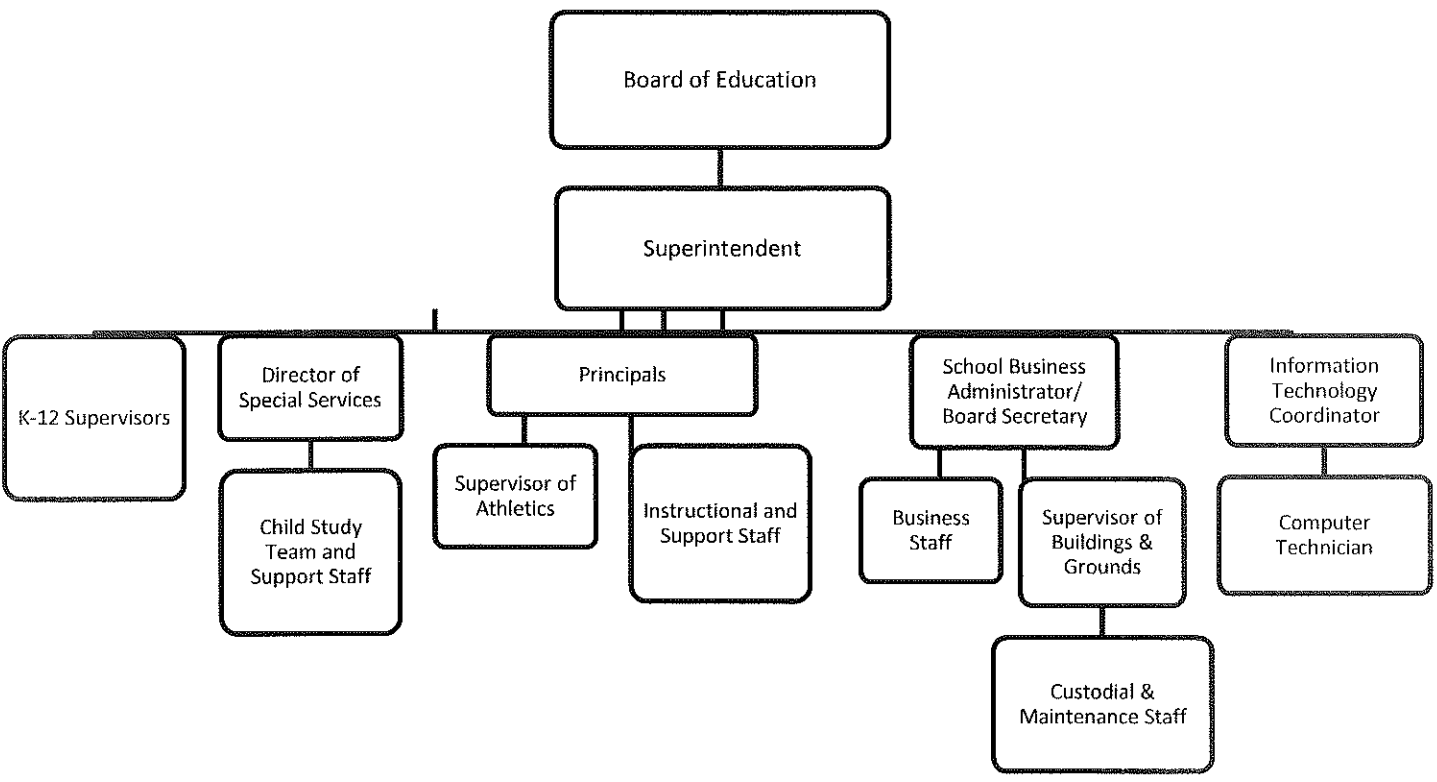 Board of Education
Superintendent
K-12 Supervisors
Director of
Special Services
Principals
School Business
Administrator/
Board Secretary
Information
Technology
Coordinator
Child Study
Team and
Support Staff
Supervisor of
Athletics
Instructional and
Support Staff
Business
Staff
Supervisor of
Buildings &
Grounds
Computer
Technician
Custodial &
Maintenance Staff